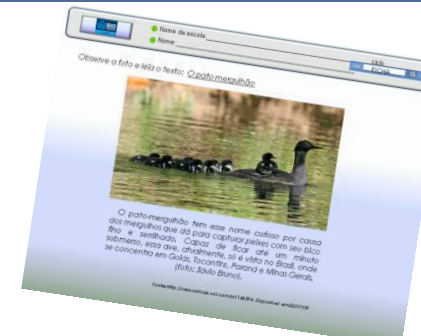 Nome da escola:
Nome:
ciclo
Observe a foto e leia o texto: O pato mergulhão
O pato-mergulhão tem esse nome curioso por causa
dos mergulhos que dá para capturar peixes com seu bico
fino e serrilhado. Capaz de ficar até um minuto
submerso, essa ave, atualmente, só é vista no Brasil, onde
se concentra em Goiás, Tocantins, Paraná e Minas Gerais.
(foto: Sávio Bruno).